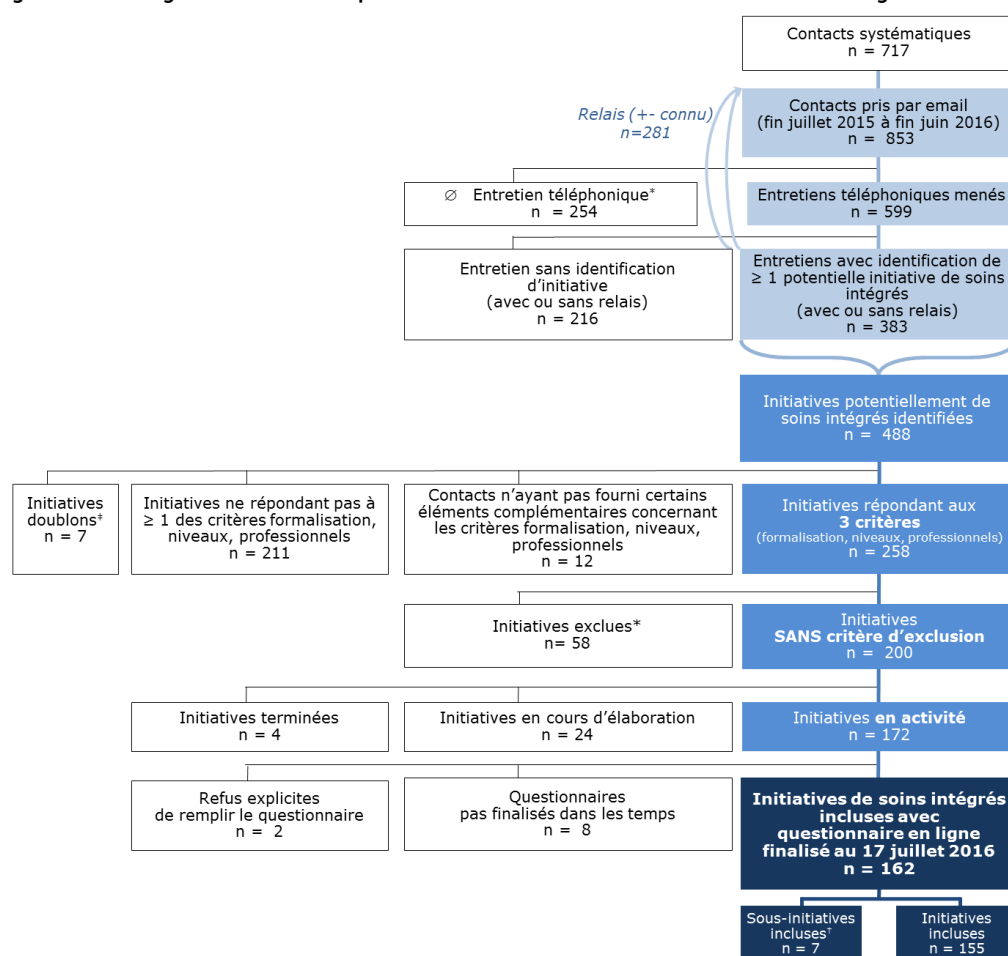 Contacts systématiques
n = 717
Relais (+- connu)
n=281
Contacts pris par email
(fin juillet 2015 à fin juin 2016)
n = 853
∅ Entretien téléphonique*
n = 254
Entretiens téléphoniques menés
n = 599
Entretien sans identification
d'initiative
(avec ou sans relais)
n = 216
Entretiens avec identification de
≥ 1 potentielle initiative de soins
intégrés
(avec ou sans relais)
n = 383
Initiatives potentiellement de
soins intégrés identifiées
n = 488
Initiatives
doublons‡
n = 7
Initiatives ne répondant pas à
≥ 1 des critères formalisation,
niveaux, professionnels
n = 211
Contacts n'ayant pas fourni certains
éléments complémentaires concernant
les critères formalisation, niveaux,
professionnels
n = 12
Initiatives répondant aux
3 critères
(formalisation, niveaux, professionnels)
n = 258
Initiatives exclues*
n= 58
Initiatives
SANS critère d'exclusion
n = 200
Initiatives terminées
n = 4
Initiatives en cours d'élaboration
n = 24
Initiatives en activité
n = 172
Refus explicites
de remplir le questionnaire
n = 2
Questionnaires
pas finalisés dans les temps
n = 8
Initiatives de soins intégrés
incluses avec
questionnaire en ligne
finalisé au 17 juillet 2016
n = 162
Sous-initiatives
incluses†
n = 7
Initiatives
incluses
n = 155